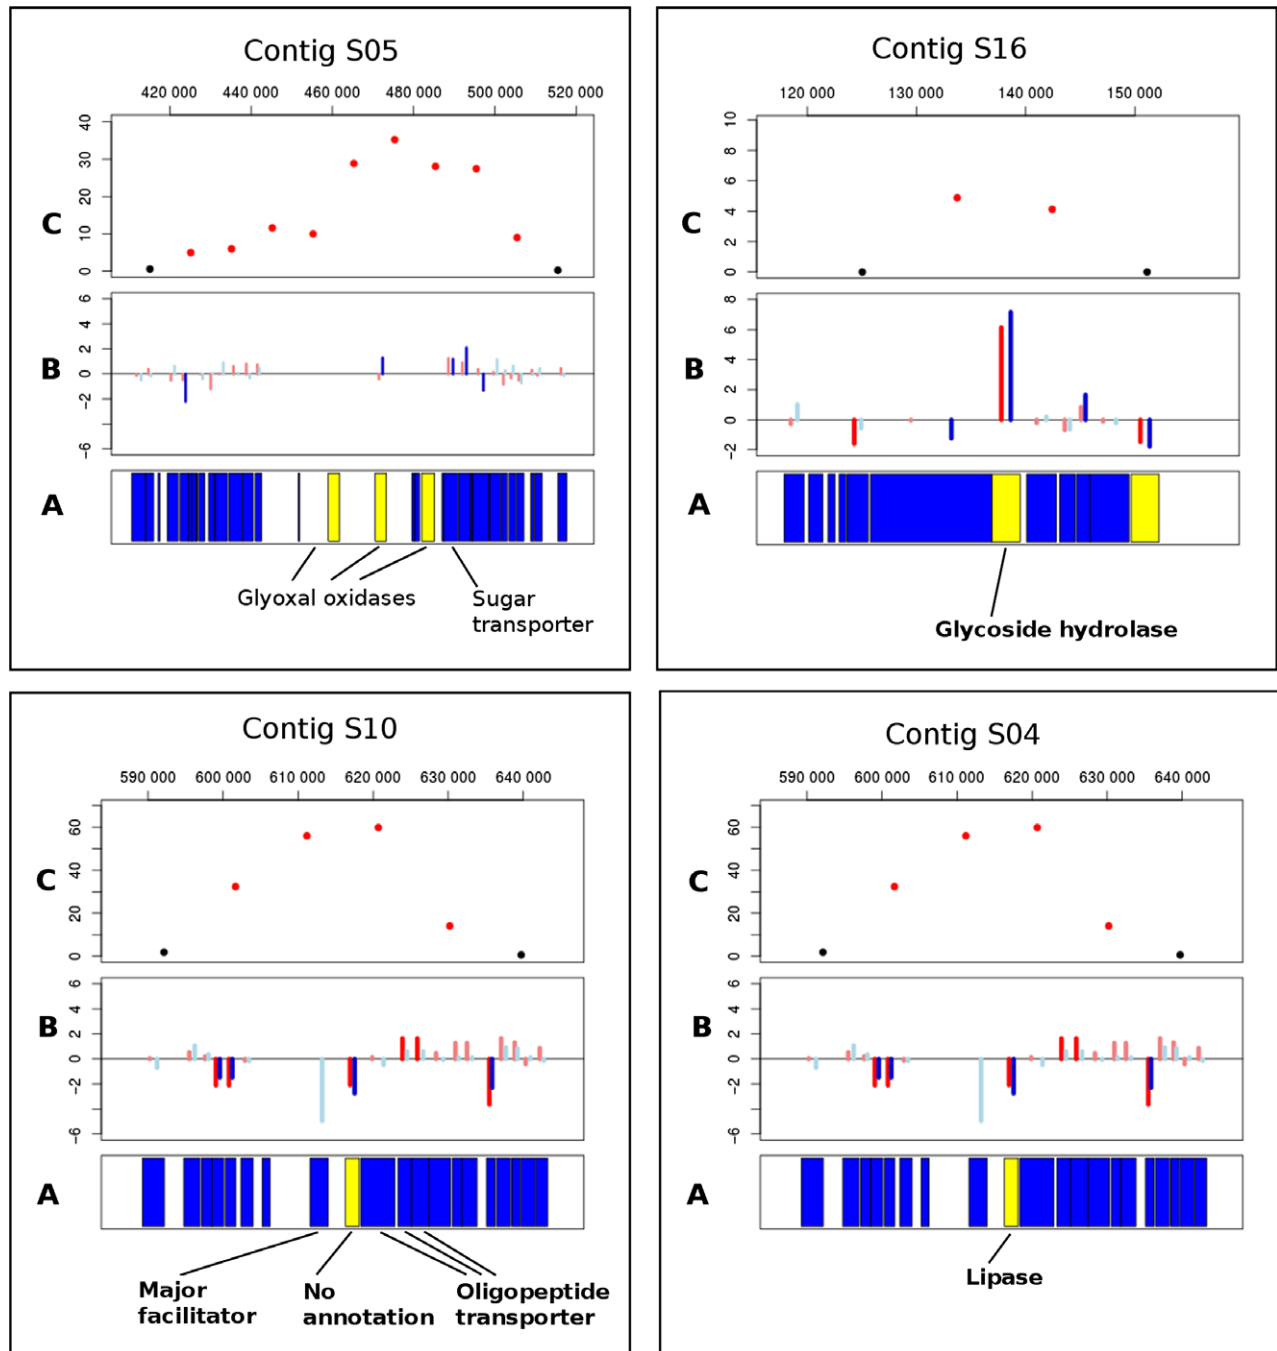 Contig S05
420 000 440 000 460 000 480 000 500 000 520 000
C
40
30
20
10
0
B
6
2
0
−2
−6
A
Glyoxal oxidases
Sugar
transporter
Contig S16
120 000 130 000 140 000 150 000
C
10
8
6
4
2
0
B
8
6
4
2
0
−2
A
Glycoside hydrolase
Contig S10
590 000 600 000 610 000 620 000 630 000 640 000
C
60
40
20
0
B
6
4
2
0
−2
−6
A
Major
facilitator
No
annotation
Oligopeptide
transporter
Contig S04
590 000 600 000 610 000 620 000 630 000 640 000
C
60
40
20
0
B
6
4
2
0
−2
−6
A
Lipase